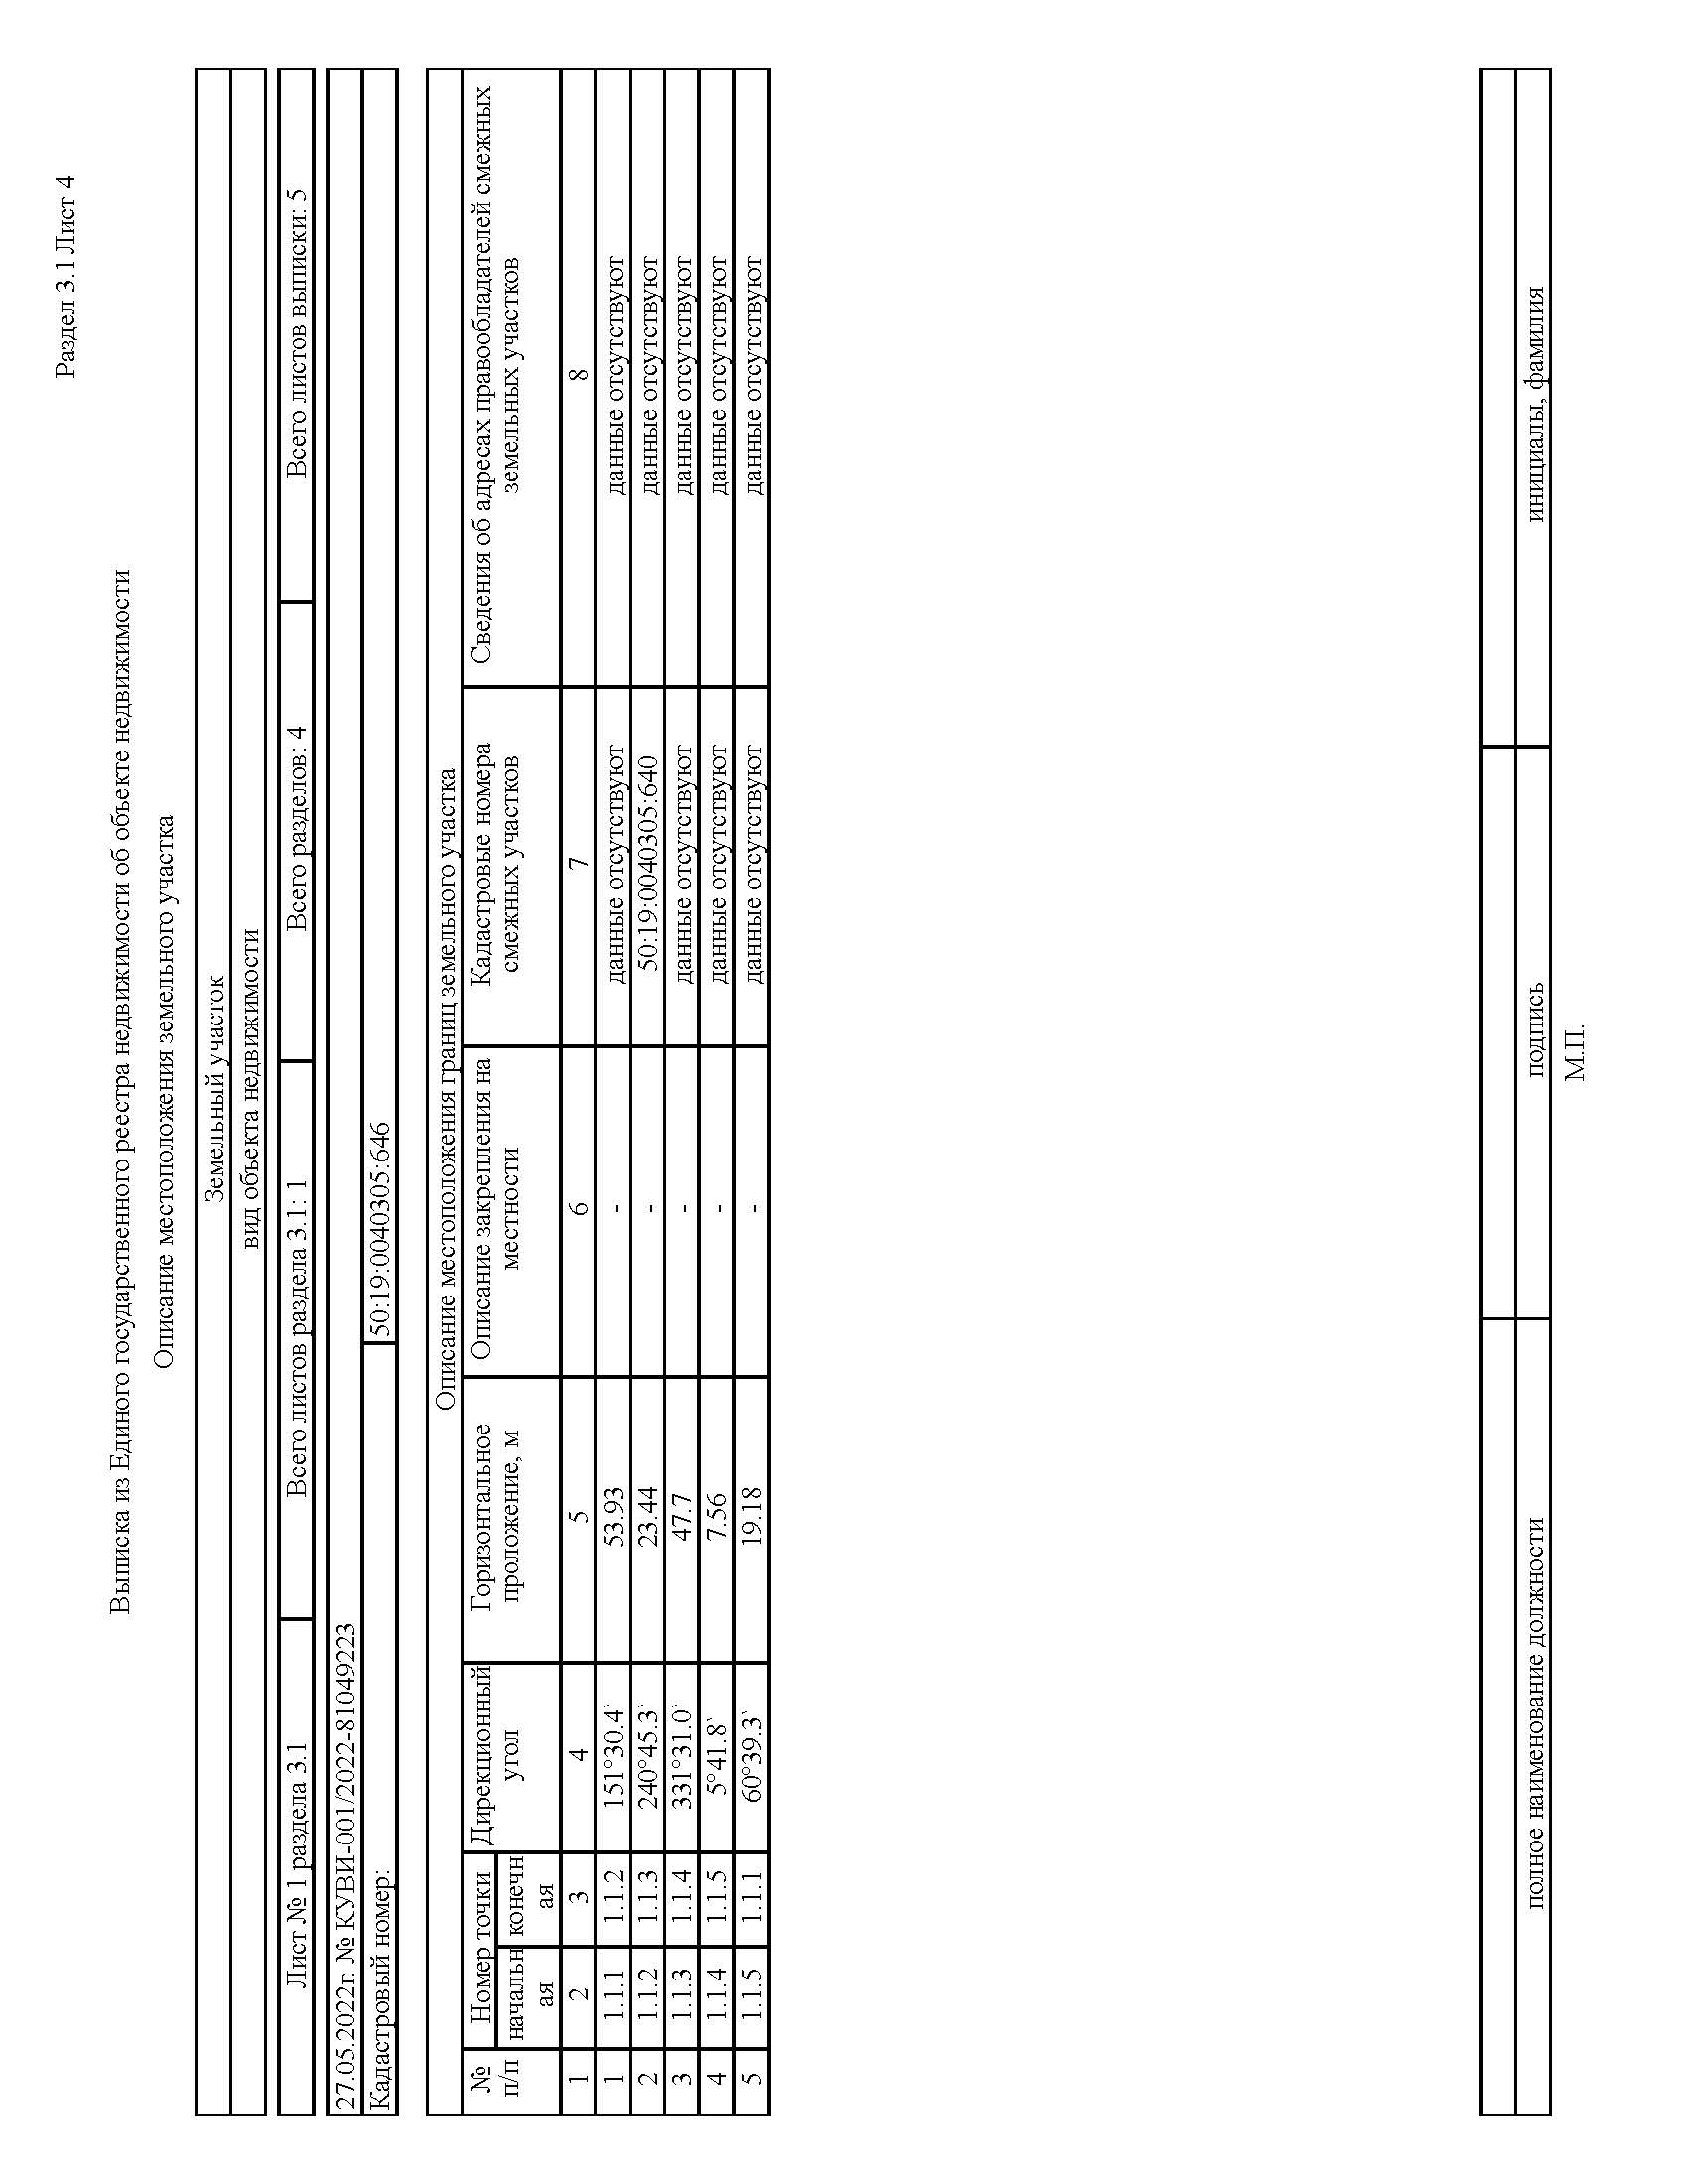 Раздел 3.1 Лист 4
Выписка из Единого государственного реестра недвижимости об объекте недвижимости
Описание местоположения земельного участка
Земельный участок
вид объекта недвижимости
Лист № 1 раздела 3.1 Всего листов раздела 3.1: 1 Всего разделов: 4 Всего листов выписки: 5
27.05.2022г. № КУВИ-001/2022-81049223
Кадастровый номер: 50:19:0040305:646
Описание местоположения границ земельного участка
№ Номер точки Дирекционный Горизонтальное Описание закрепления на Кадастровые номера Сведения об адресах правообладателей смежных
п/п начальн конечн угол проложение, м местности смежных участков земельных участков
ая ая
1 2 3 4 5 6 7 8
1 1.1.1 1.1.2 151°30.4` 53.93 - данные отсутствуют данные отсутствуют
2 1.1.2 1.1.3 240°45.3` 23.44 - 50:19:0040305:640 данные отсутствуют
3 1.1.3 1.1.4 331°31.0` 47.7 - данные отсутствуют данные отсутствуют
4 1.1.4 1.1.5 5°41.8` 7.56 - данные отсутствуют данные отсутствуют
5 1.1.5 1.1.1 60°39.3` 19.18 - данные отсутствуют данные отсутствуют
полное наименование должности подпись инициалы, фамилия
М.П.